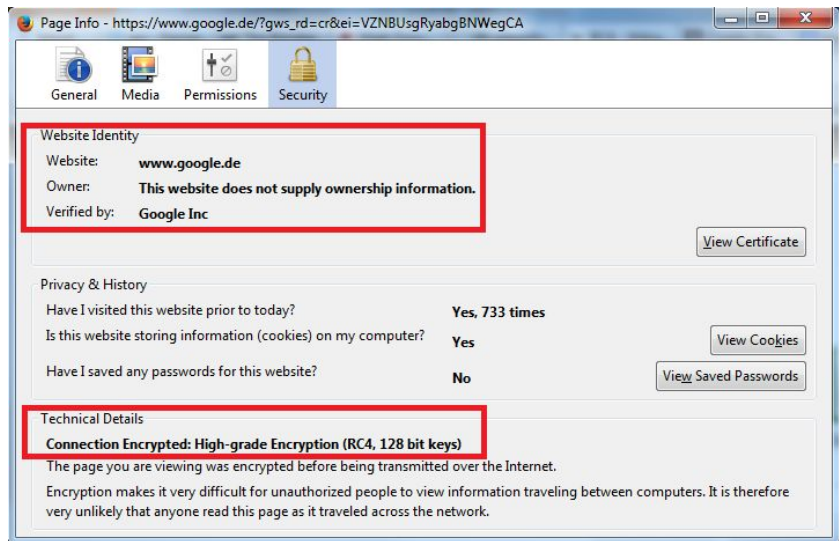 Page Info - https://www.google.de/?gws_rd=cr&ei=VZNBUsgRyabgBNWegCA
General Media Permissions Security
Website Identity
Website: www.google.de
Owner: This website does not supply ownership information.
Verified by: Google Inc
View Certificate
Privacy & History
Have I visited this website prior to today? Yes, 733 times
Is this website storing information (cookies) on my computer? Yes View Cookies
Have I saved any passwords for this website? No View Saved Passwords
Technical Details
Connection Encrypted: High-grade Encryption (RC4, 128 bit keys)
The page you are viewing was encrypted before being transmitted over the Internet.
Encryption makes it very difficult for unauthorized people to view information traveling between computers. It is therefore
very unlikely that anyone read this page as it traveled across the network.